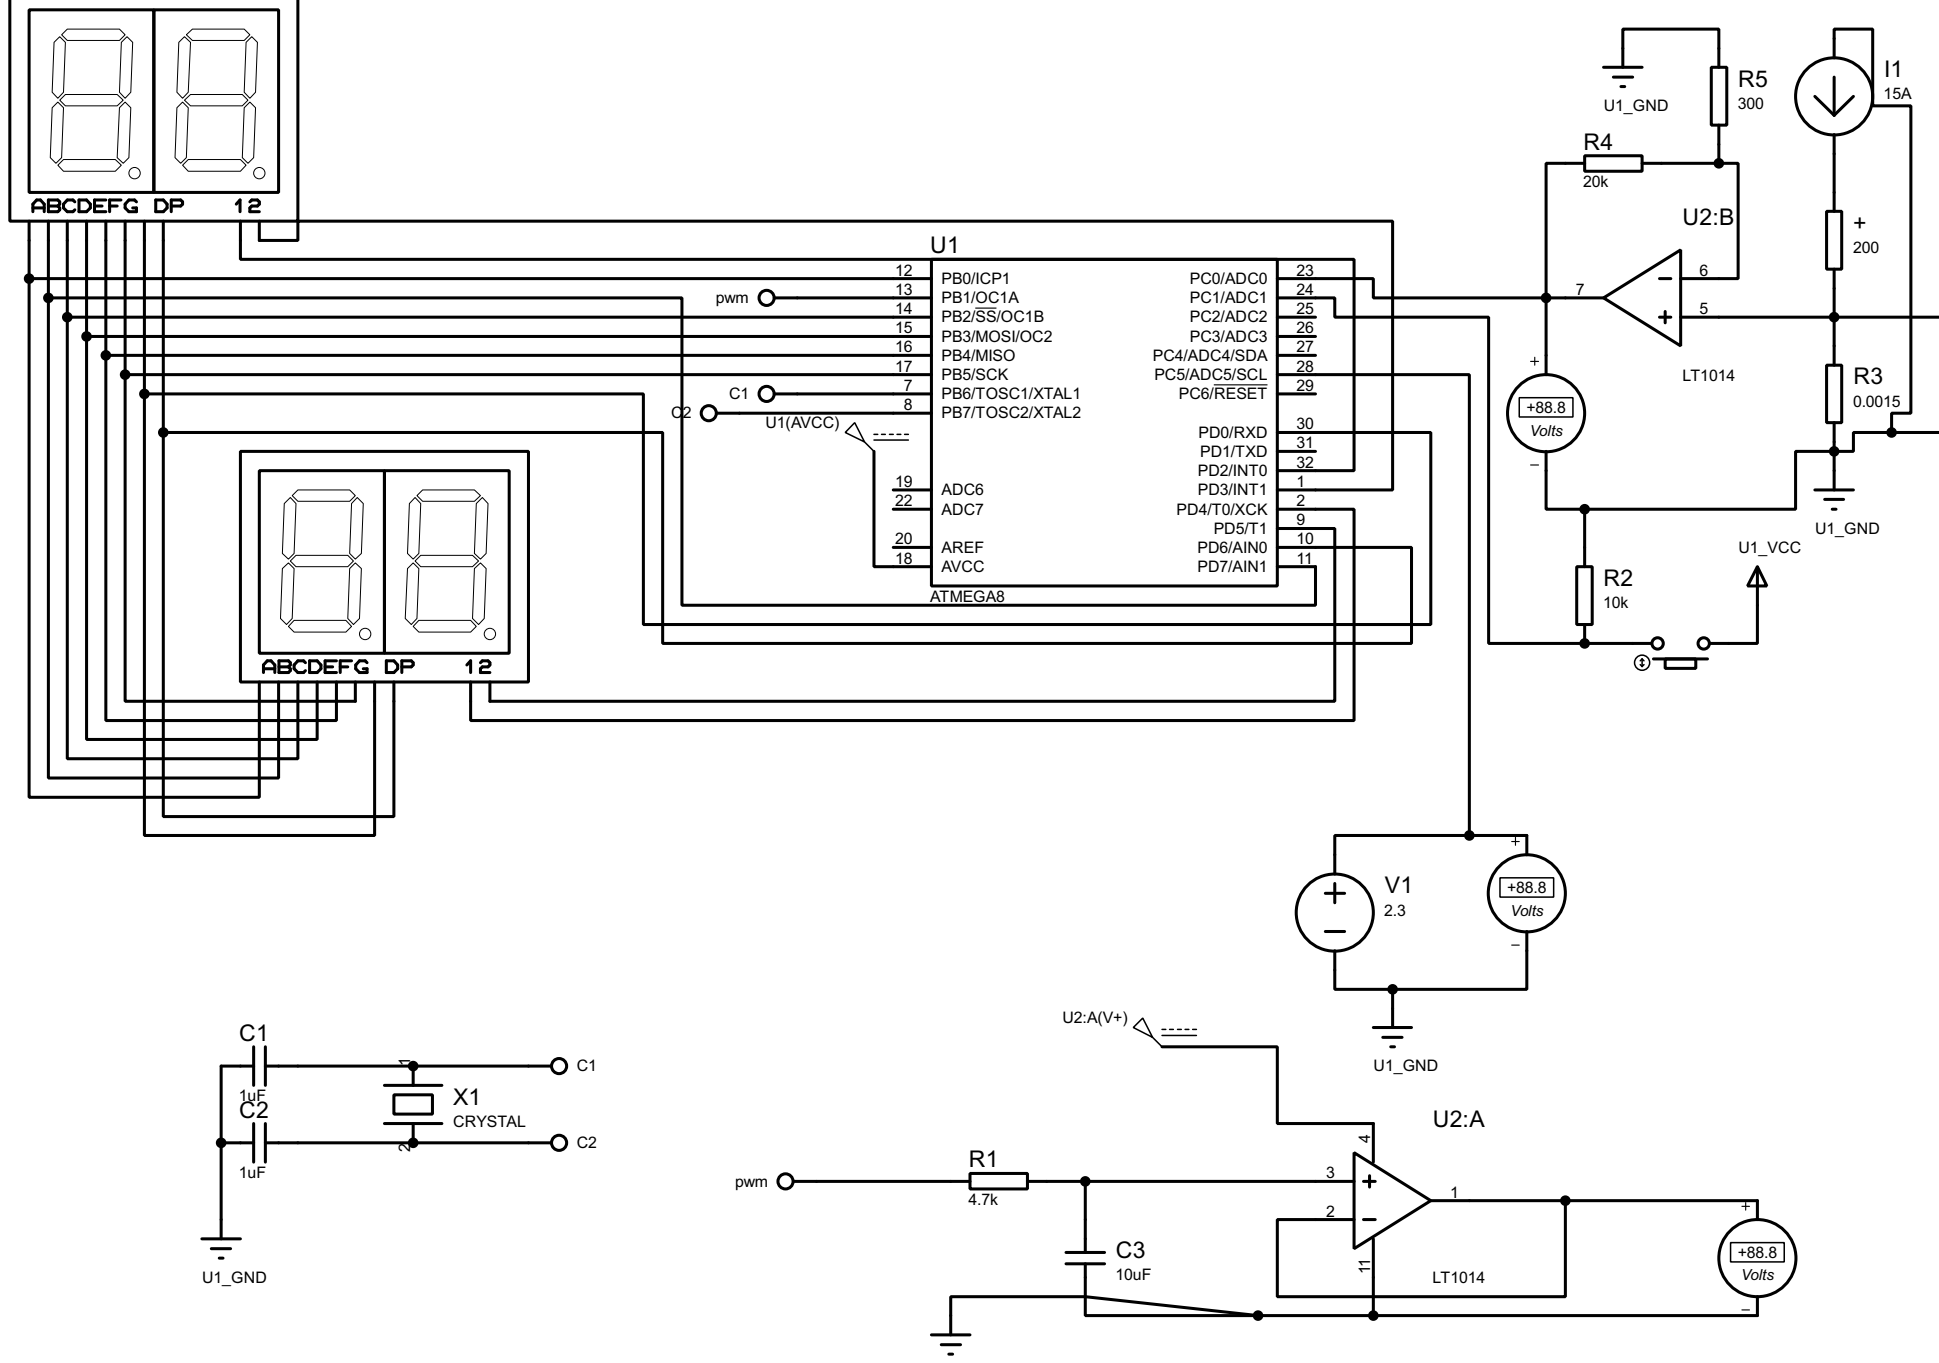 ABCDEFG DP 12
U1
12 PB0/ICP1
pwm 13 PB1/OC1A
14 PB2/SS/OC1B
15 PB3/MOSI/OC2
16 PB4/MISO
17 PB5/SCK
C1 7 PB6/TOSC1/XTAL1
C2 8 PB7/TOSC2/XTAL2
U1(AVCC)
19 ADC6
22 ADC7
20 AREF
18 AVCC
PC0/ADC0 23
PC1/ADC1 24
PC2/ADC2 25
PC3/ADC3 26
PC4/ADC4/SDA 27
PC5/ADC5/SCL 28
PC6/RESET 29
PD0/RXD 30
PD1/TXD 31
PD2/INT0 32
PD3/INT1 1
PD4/T0/XCK 2
PD5/T1 9
PD6/AIN0 10
PD7/AIN1 11
ATMEGA8
U1_GND
R5
300
I1
15A
R4
20k
+
200
U2:B
7
6
−
5
+
LT1014
R3
0.0015
+
+88.8
Volts
−
U1_GND
U1_VCC
R2
10k
ABCDEFG DP 12
V1
2.3
+
−
+
+88.8
Volts
−
U1_GND
C1
1uF
C2
1uF
1
2
X1
CRYSTAL
C1
C2
U1_GND
U2:A(V+)
U2:A
pwm
R1
4.7k
C3
10uF
3
+
2
−
4
11
1
LT1014
+
+88.8
Volts
−